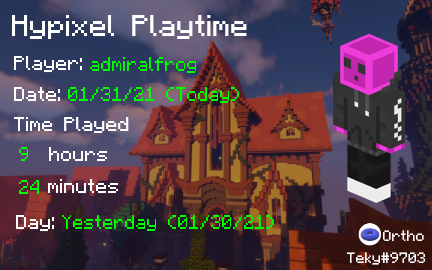 Hypixel Playtime
Player: admiralfrog
Date: 01/31/21 (Today)
Time Played
9 hours
24 minutes
Day: Yesterday (01/30/21)
Ortho
Teky#9703